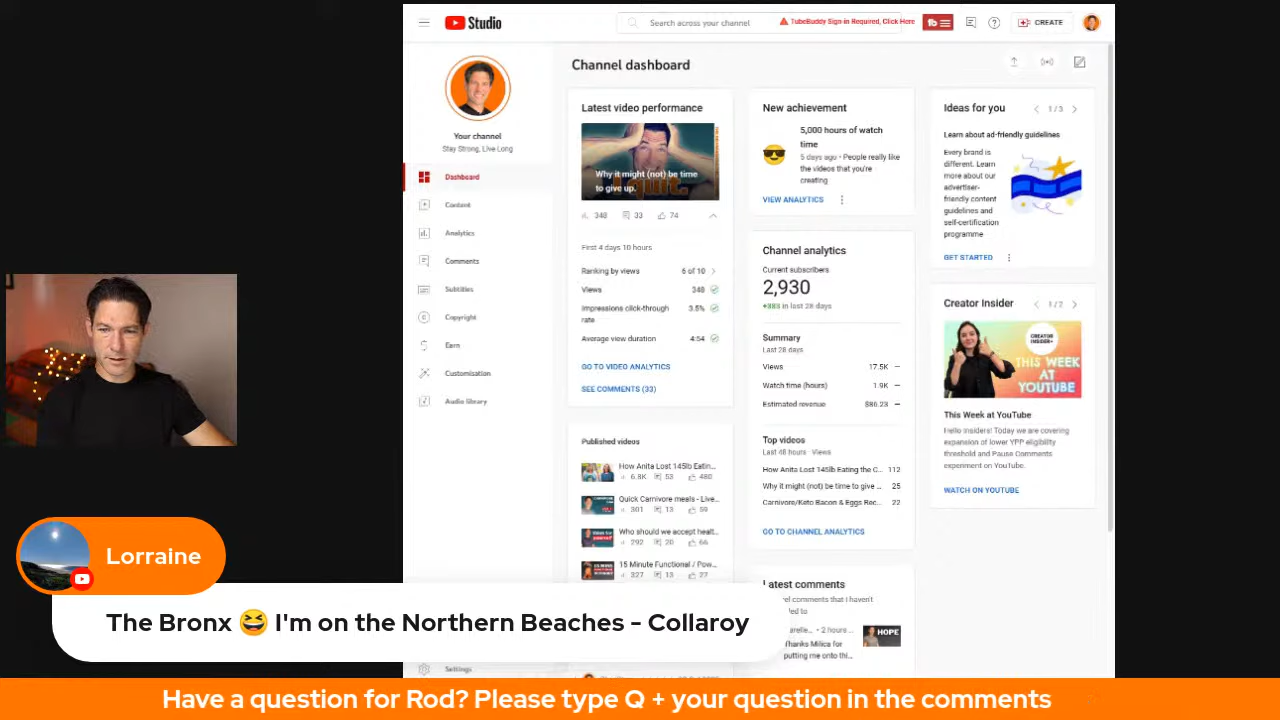 Studio
Search across your channel
TubeBuddy Sign-in Required, Click Here
tb
CREATE
Your channel
Stay Strong, Live Long
Dashboard
Content
Analytics
Comments
Subtitles
Copyright
Earn
Customisation
Audio library
Settings
Channel dashboard
Latest video performance
Why it might (not) be time
to give up.
348 33 74
First 4 days 10 hours
Ranking by views 6 of 10
Views 348
Impressions click-through
rate 3.5%
Average view duration 4:54
GO TO VIDEO ANALYTICS
SEE COMMENTS (33)
Published videos
How Anita Lost 145lb Eatin...
6.8K 53 480
Quick Carnivore meals - Live...
301 13 59
Who should we accept healt...
292 20 66
15 Minute Functional / Pow...
327 13 27
New achievement
5,000 hours of watch
time
5 days ago • People really like
the videos that you're
creating
VIEW ANALYTICS
Channel analytics
Current subscribers
2,930
+383 in last 28 days
Summary
Last 28 days
Views 17.5K —
Watch time (hours) 1.9K —
Estimated revenue $86.23 —
Top videos
Last 48 hours · Views
How Anita Lost 145lb Eating the C... 112
Why it might (not) be time to give ... 25
Carnivore/Keto Bacon & Eggs Rec... 22
GO TO CHANNEL ANALYTICS
Latest comments
nel comments that I haven't
ded to
arelle... • 2 hours ...
Thanks Milica for
putting me onto thi...
HOPE
Ideas for you
1 / 3
Learn about ad-friendly guidelines
Every brand is
different. Learn
more about our
advertiser-
friendly content
guidelines and
self-certification
programme
GET STARTED
Creator Insider
1 / 2
CREATOR
INSIDER+
THIS WEEK
AT
YOUTUBE
This Week at YouTube
Hello Insiders! Today we are covering
expansion of lower YPP eligibility
threshold and Pause Comments
experiment on YouTube.
WATCH ON YOUTUBE
Lorraine
The Bronx 😆 I'm on the Northern Beaches - Collaroy
Have a question for Rod? Please type Q + your question in the comments